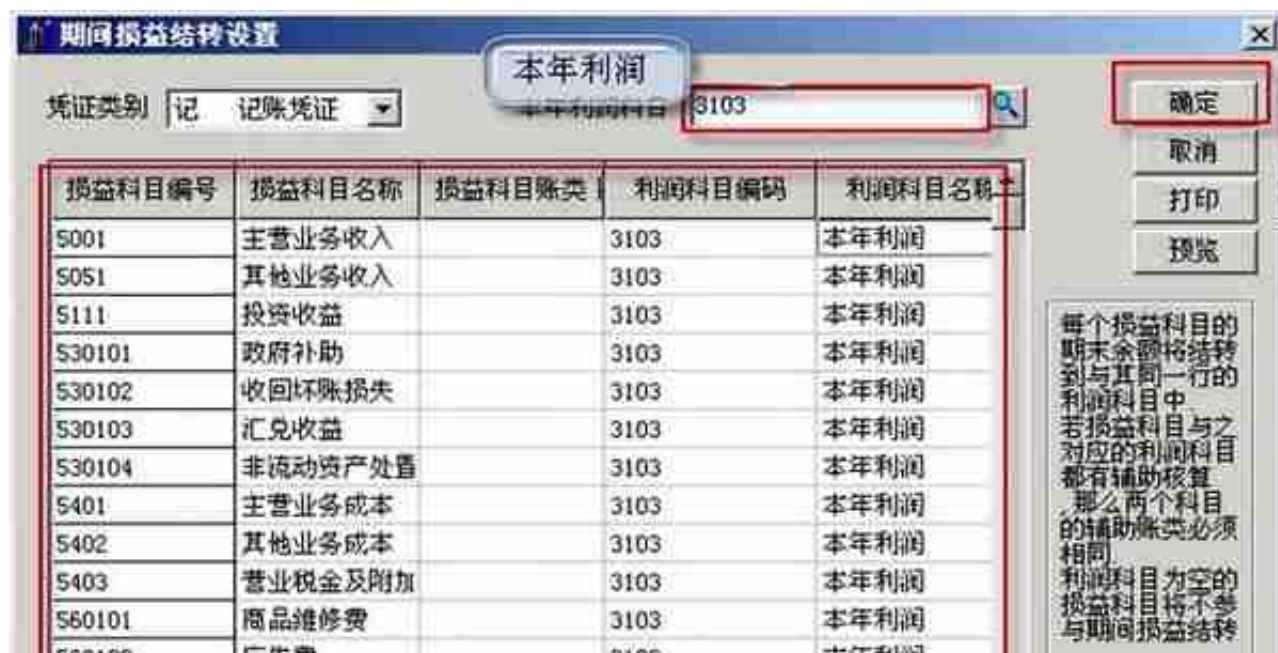 期间损益结转设置
本年利润
凭证类别 记 记账凭证 本年利润科目 3103 确定
取消
打印
预览
损益科目编号 损益科目名称 损益科目账类 利润科目编码 利润科目名称
5001 主营业务收入 3103 本年利润
5051 其他业务收入 3103 本年利润
5111 投资收益 3103 本年利润
530101 政府补助 3103 本年利润
530102 收回坏账损失 3103 本年利润
530103 汇兑收益 3103 本年利润
530104 非流动资产处置 3103 本年利润
5401 主营业务成本 3103 本年利润
5402 其他业务成本 3103 本年利润
5403 营业税金及附加 3103 本年利润
560101 商品维修费 3103 本年利润
每个损益科目的
期末余额将结转
到与其同一行的
利润科目中
若损益科目与之
对应的利润科目
都有辅助核算
,那么两个科目
的辅助账类必须
相同
利润科目为空的
损益科目将不参
与期间损益结转